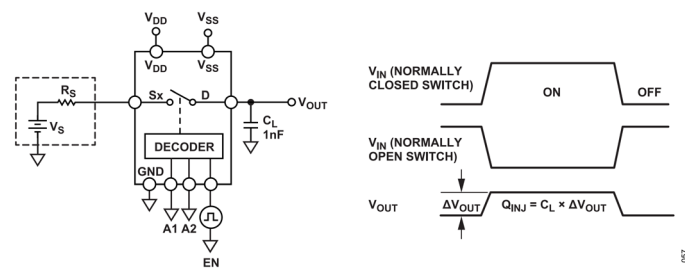 VDD
VSS
VDD
VSS
RS
VS
Sx
D
VOUT
CL
1nF
DECODER
GND
A1 A2
EN
VIN (NORMALLY
CLOSED SWITCH)
ON
OFF
VIN (NORMALLY
OPEN SWITCH)
VOUT
ΔVOUT
QINJ = CL × ΔVOUT
067